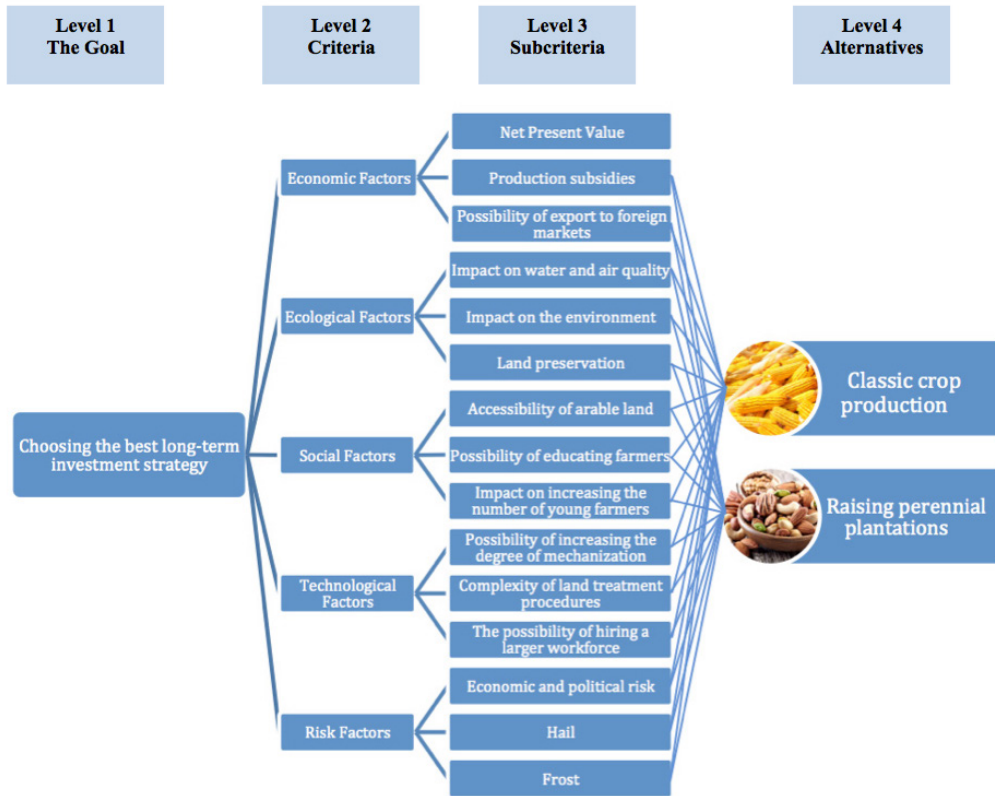 Level 1
The Goal
Level 2
Criteria
Level 3
Subcriteria
Level 4
Alternatives
Choosing the best long-term
investment strategy
Economic Factors
Ecological Factors
Social Factors
Technological
Factors
Risk Factors
Net Present Value
Production subsidies
Possibility of export to foreign
markets
Impact on water and air quality
Impact on the environment
Land preservation
Accessibility of arable land
Possibility of educating farmers
Impact on increasing the
number of young farmers
Possibility of increasing the
degree of mechanization
Complexity of land treatment
procedures
The possibility of hiring a
larger workforce
Economic and political risk
Hail
Frost
Classic crop
production
Raising perennial
plantations